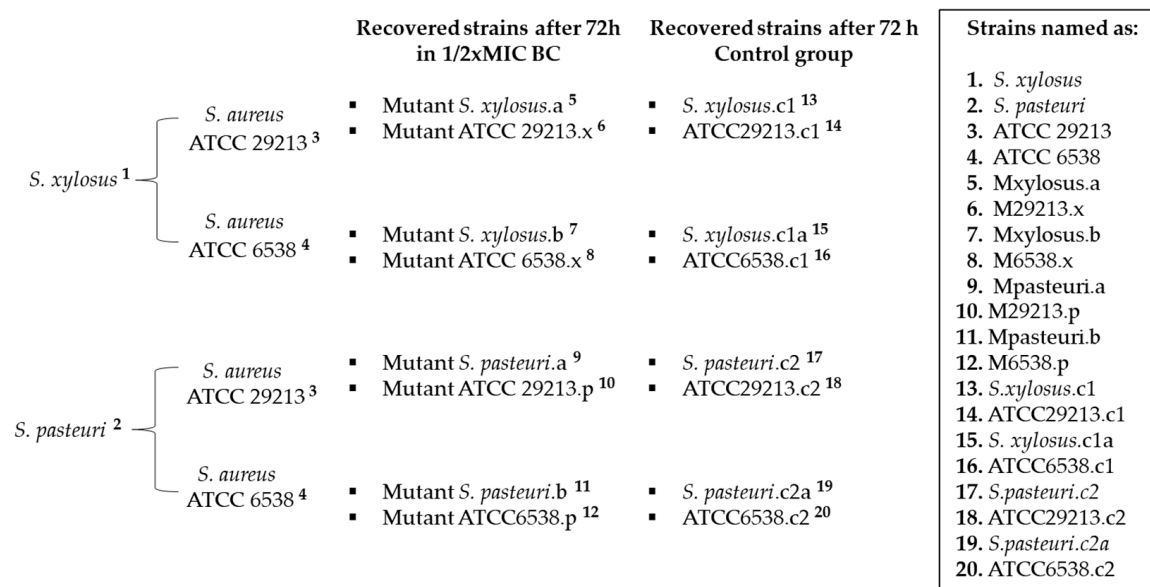 Recovered strains after 72h
in 1/2xMIC BC
Recovered strains after 72 h
Control group
S. xylosus 1
S. aureus
ATCC 29213 3
▪ Mutant S. xylosus.a 5
▪ Mutant ATCC 29213.x 6
▪ S. xylosus.c1 13
▪ ATCC29213.c1 14
S. aureus
ATCC 6538 4
▪ Mutant S. xylosus.b 7
▪ Mutant ATCC 6538.x 8
▪ S. xylosus.c1a 15
▪ ATCC6538.c1 16
S. pasteuri 2
S. aureus
ATCC 29213 3
▪ Mutant S. pasteuri.a 9
▪ Mutant ATCC 29213.p 10
▪ S. pasteuri.c2 17
▪ ATCC29213.c2 18
S. aureus
ATCC 6538 4
▪ Mutant S. pasteuri.b 11
▪ Mutant ATCC6538.p 12
▪ S. pasteuri.c2a 19
▪ ATCC6538.c2 20
Strains named as:
1. S. xylosus
2. S. pasteuri
3. ATCC 29213
4. ATCC 6538
5. Mxylosus.a
6. M29213.x
7. Mxylosus.b
8. M6538.x
9. Mpasteuri.a
10. M29213.p
11. Mpasteuri.b
12. M6538.p
13. S.xylosus.c1
14. ATCC29213.c1
15. S. xylosus.c1a
16. ATCC6538.c1
17. S.pasteuri.c2
18. ATCC29213.c2
19. S.pasteuri.c2a
20. ATCC6538.c2